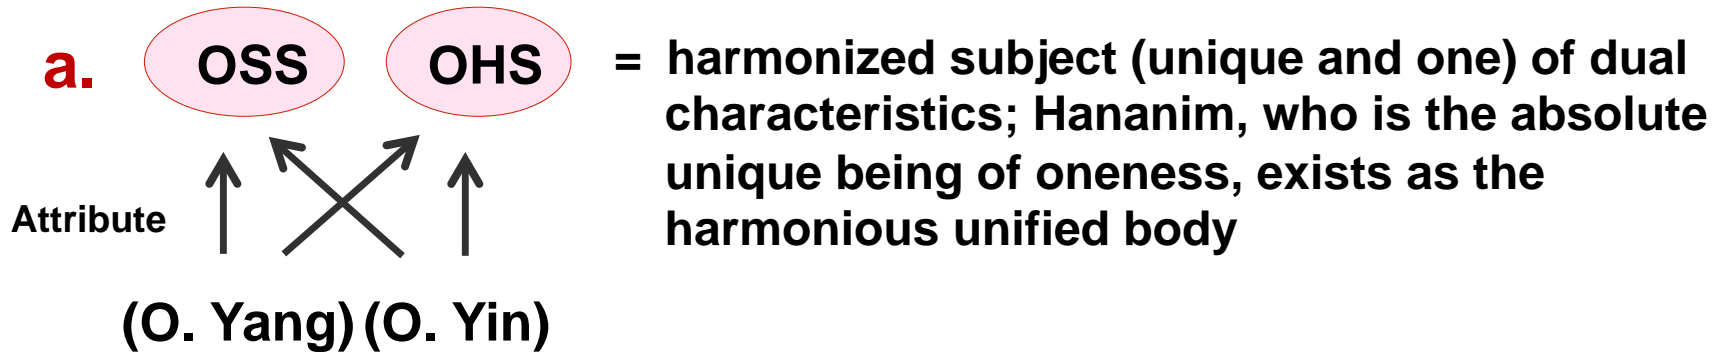 a. OSS OHS = harmonized subject (unique and one) of dual
characteristics; Hananim, who is the absolute
unique being of oneness, exists as the
Attribute harmonious unified body
(O. Yang) (O. Yin)